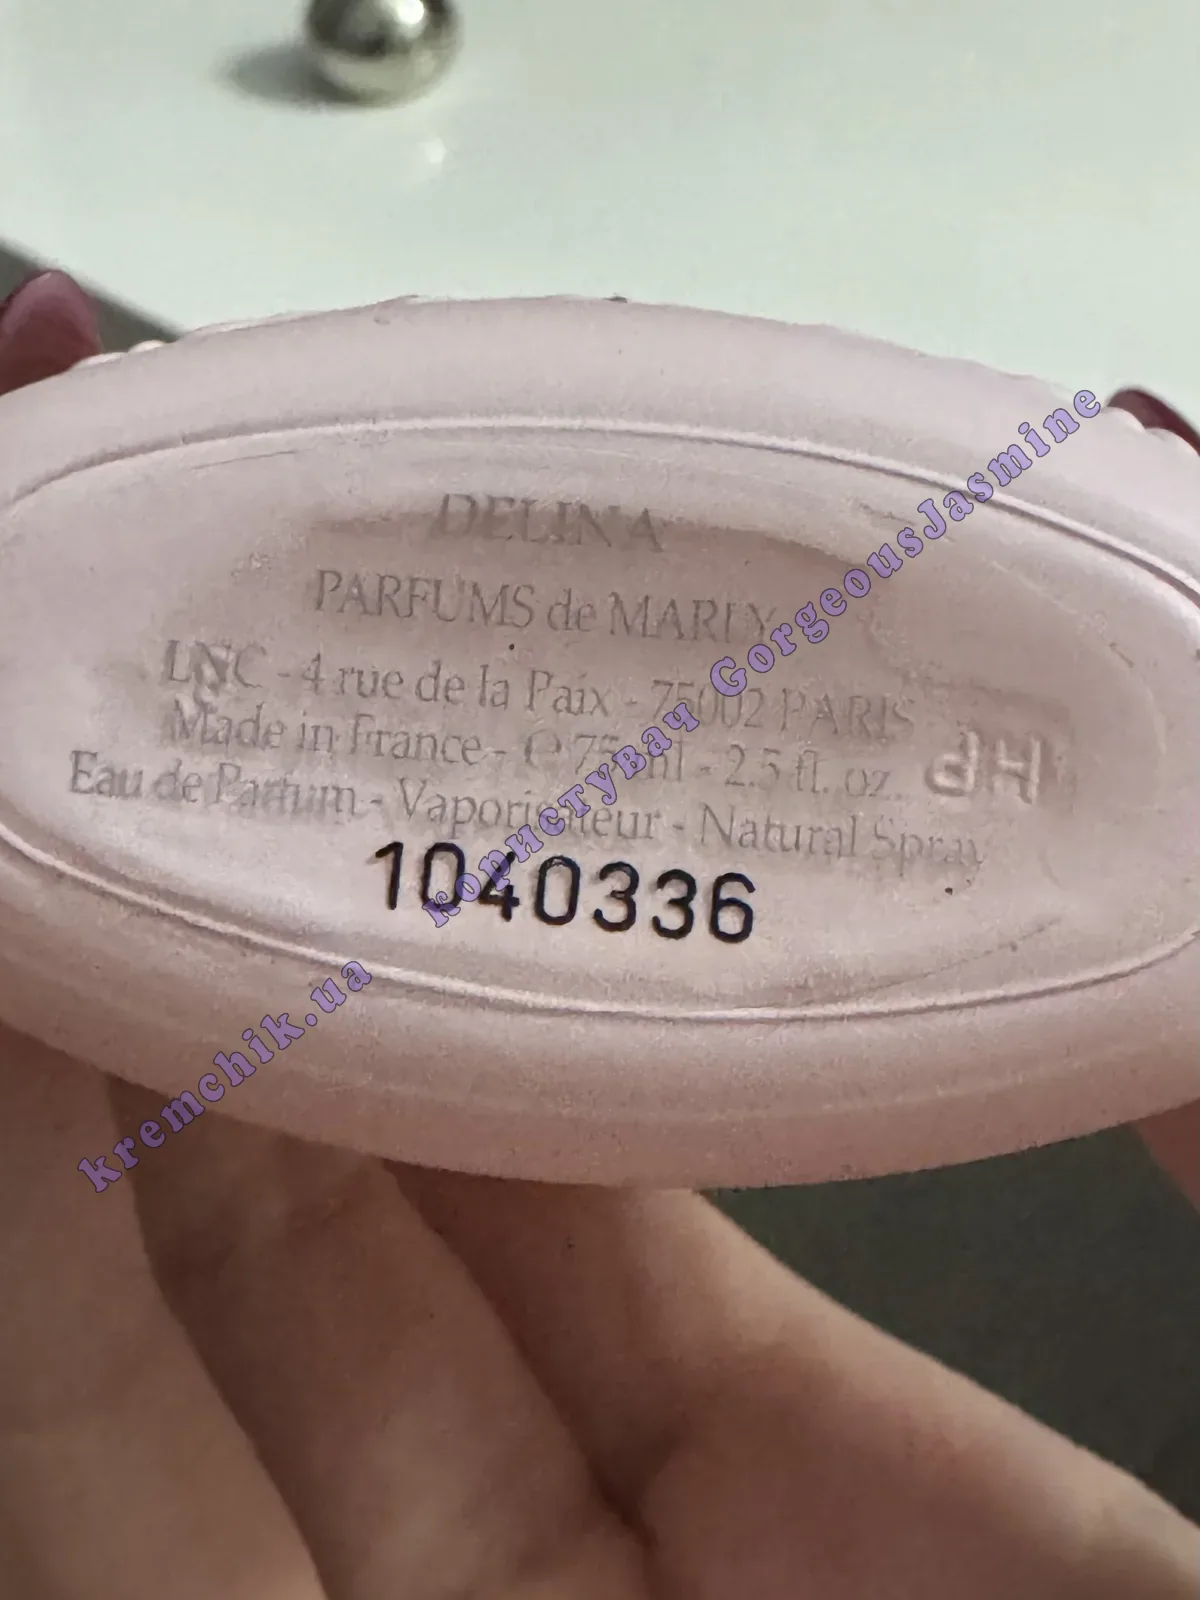 DELINA
PARFUMS de MARLY
LNC - 4 rue de la Paix - 75002 PARIS
Made in France - ℮ 75 ml - 2.5 fl. oz.
HP
Eau de Parfum - Vaporisateur - Natural Spray
1040336
kremchik.ua користувач GorgeousJasmine